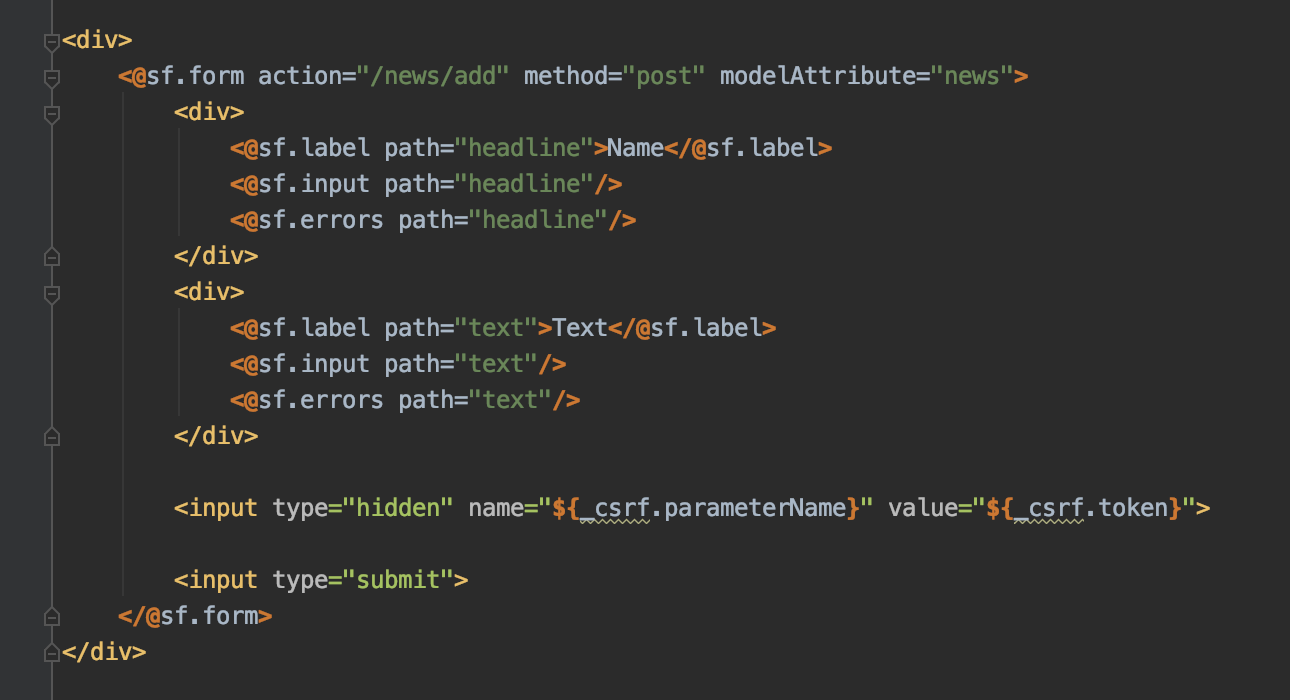 <div>
<@sf.form action="/news/add" method="post" modelAttribute="news">
<div>
<@sf.label path="headline">Name</@sf.label>
<@sf.input path="headline"/>
<@sf.errors path="headline"/>
</div>
<div>
<@sf.label path="text">Text</@sf.label>
<@sf.input path="text"/>
<@sf.errors path="text"/>
</div>
<input type="hidden" name="${_csrf.parameterName}" value="${_csrf.token}">
<input type="submit">
</@sf.form>
</div>